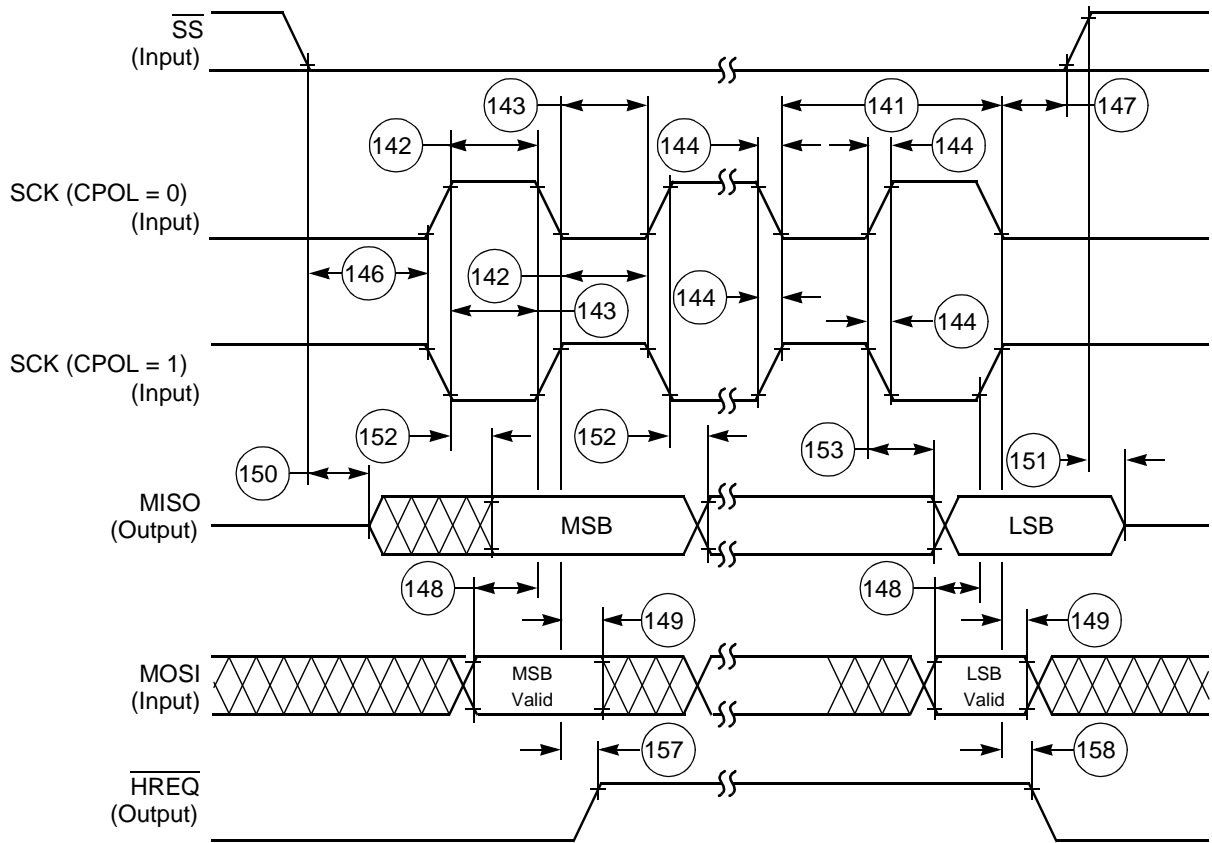 SS
(Input)
143
141
147
142
144
144
SCK (CPOL = 0)
(Input)
146
142
144
143
144
SCK (CPOL = 1)
(Input)
152
152
153
151
150
MISO
(Output)
MSB
LSB
148
148
149
149
MOSI
(Input)
MSB
Valid
LSB
Valid
157
158
HREQ
(Output)